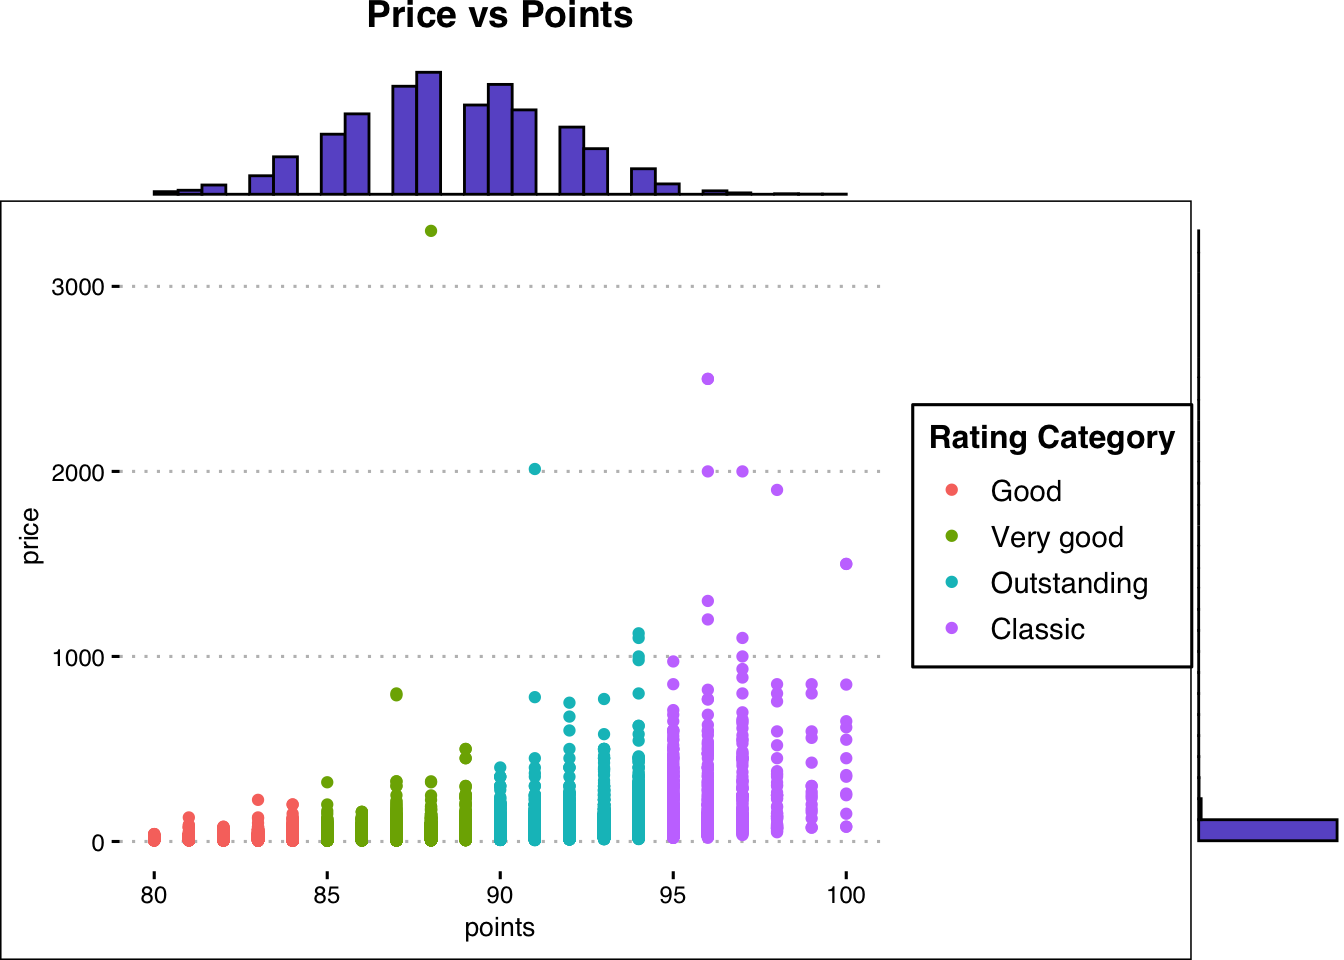 Price vs Points
3000
2000
1000
0
price
80 85 90 95 100
points
Rating Category
Good
Very good
Outstanding
Classic